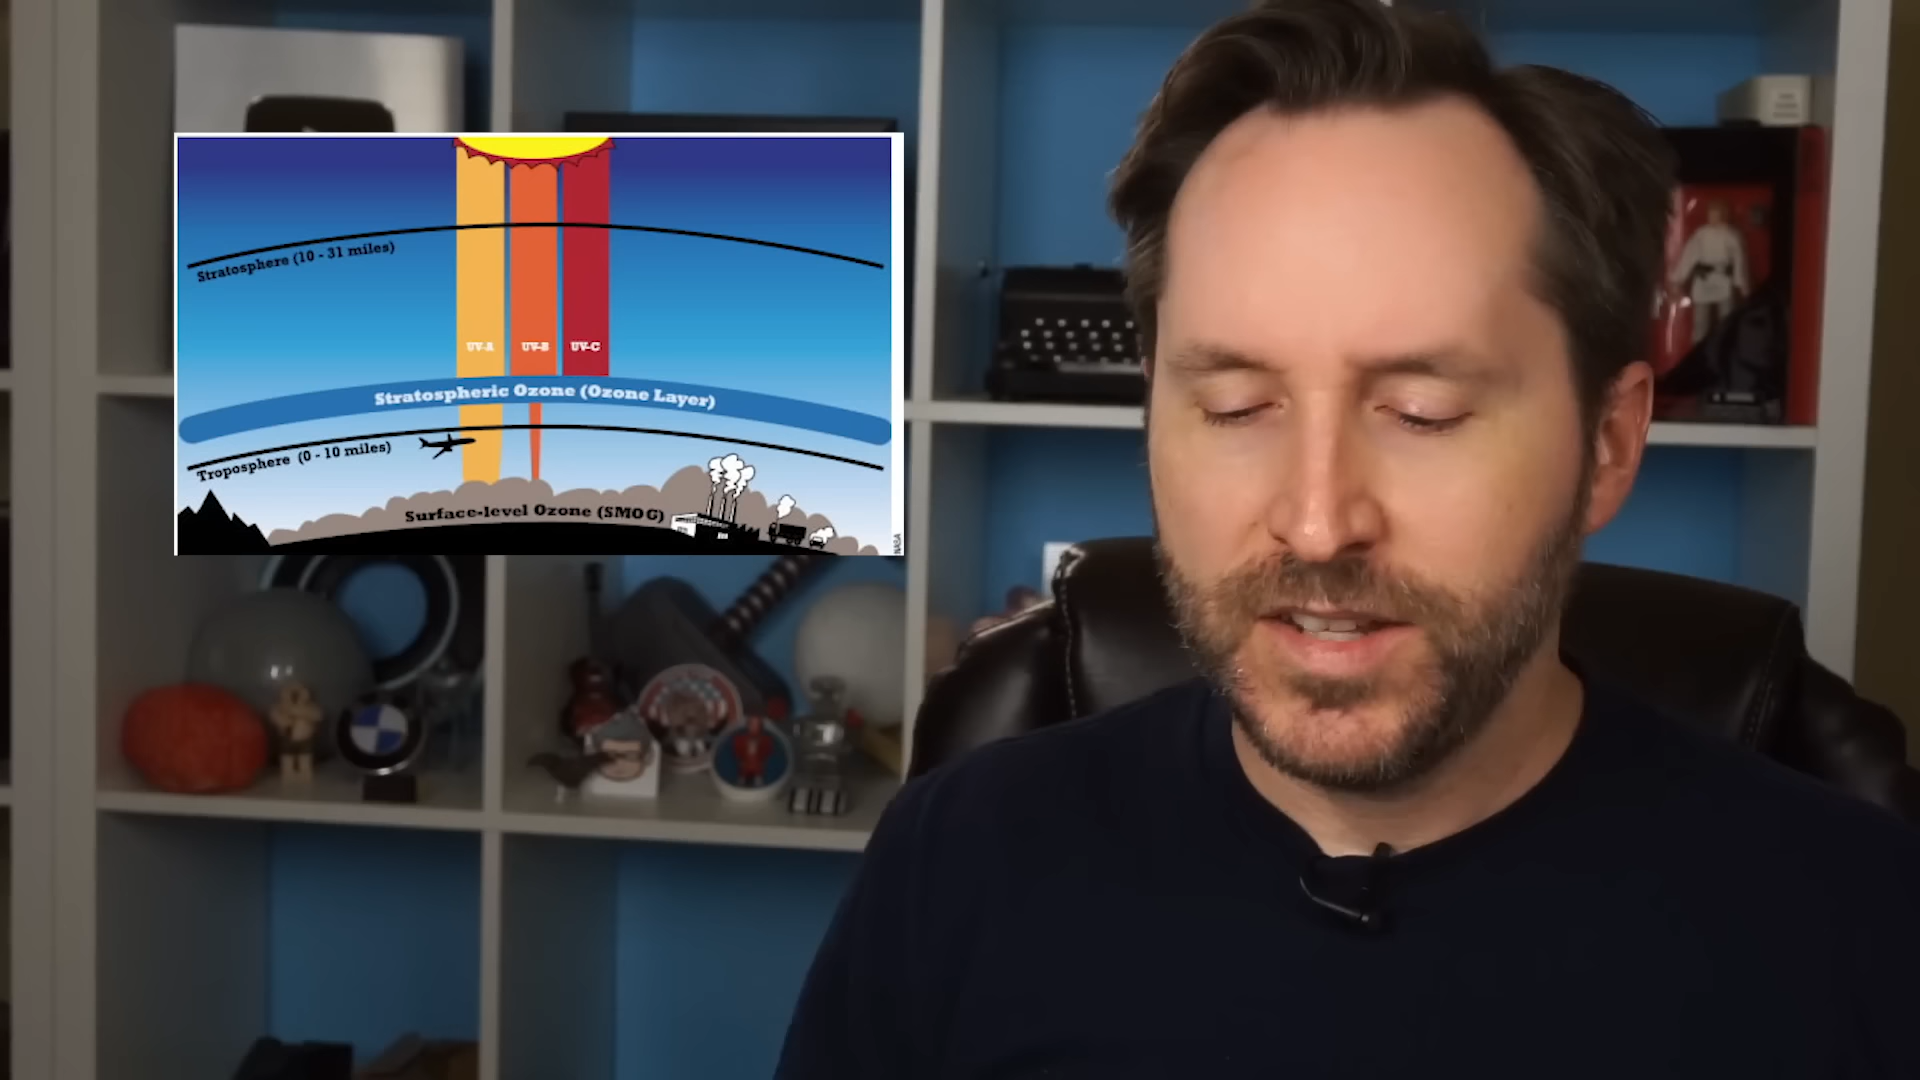 Stratosphere (10 - 31 miles)
UV-A UV-B UV-C
Stratospheric Ozone (Ozone Layer)
Troposphere (0 - 10 miles)
Surface-level Ozone (SMOG)
NASA